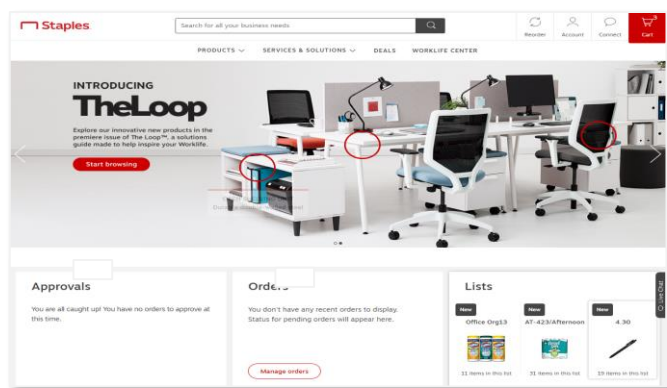 Staples
Search for all your business needs
Reorder
Account
Connect
3
Cart
PRODUCTS
SERVICES & SOLUTIONS
DEALS
WORKLIFE CENTER
INTRODUCING
TheLoop
Explore our innovative new products in the
premiere issue of The Loop™, a solutions
guide made to help inspire your Worklife.
Start browsing
Approvals
You are all caught up! You have no orders to approve at
this time.
Orders
You don't have any recent orders to display.
Status for pending orders will appear here.
Manage orders
Lists
New
Office Org13
items in this list
New
AT-423/Afternoon
31 items in this list
New
4.30
19 items in this list
Live Chat